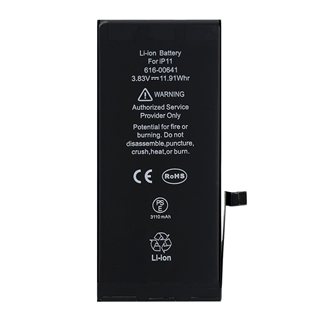 Li-ion Battery
For iP11
616-00641
3.83V⎓11.91Whr
WARNING
Authorized Service
Provider Only
Potential for fire or
burning. Do not
disassemble,puncture,
crush,heat,or burn.
CE RoHS
PS
E
3110mAh
Li-ion